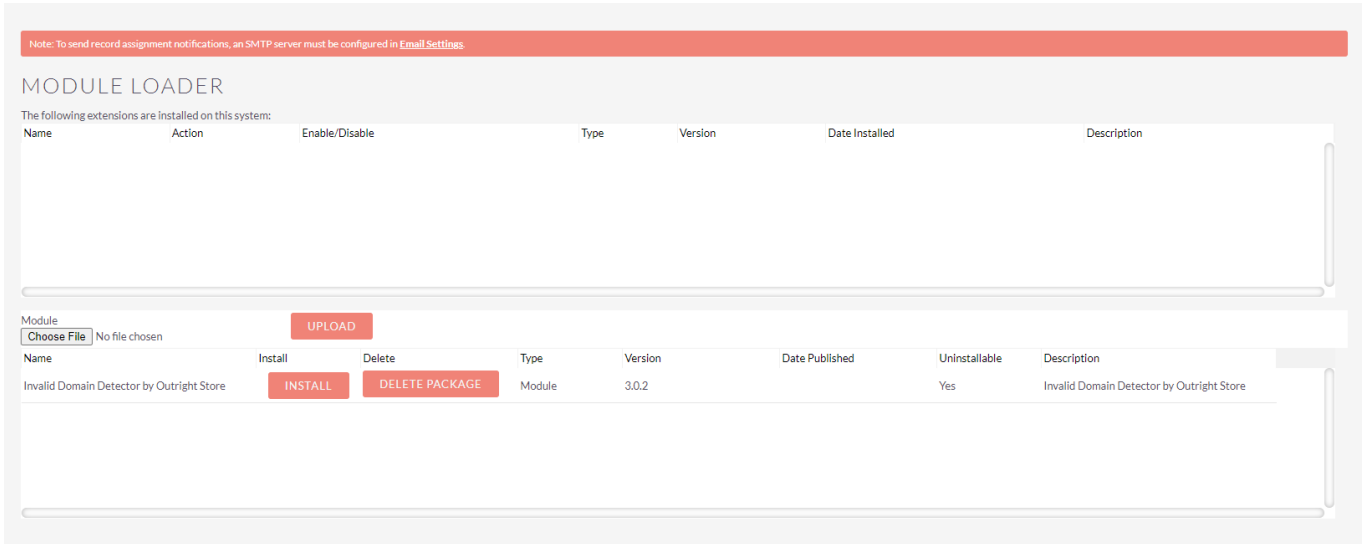 Note: To send record assignment notifications, an SMTP server must be configured in Email Settings.
MODULE LOADER
The following extensions are installed on this system:
Name Action Enable/Disable Type Version Date Installed Description
Module
UPLOAD
Choose File No file chosen
Name Install Delete Type Version Date Published Uninstallable Description
Invalid Domain Detector by Outright Store INSTALL DELETE PACKAGE Module 3.0.2 Yes Invalid Domain Detector by Outright Store